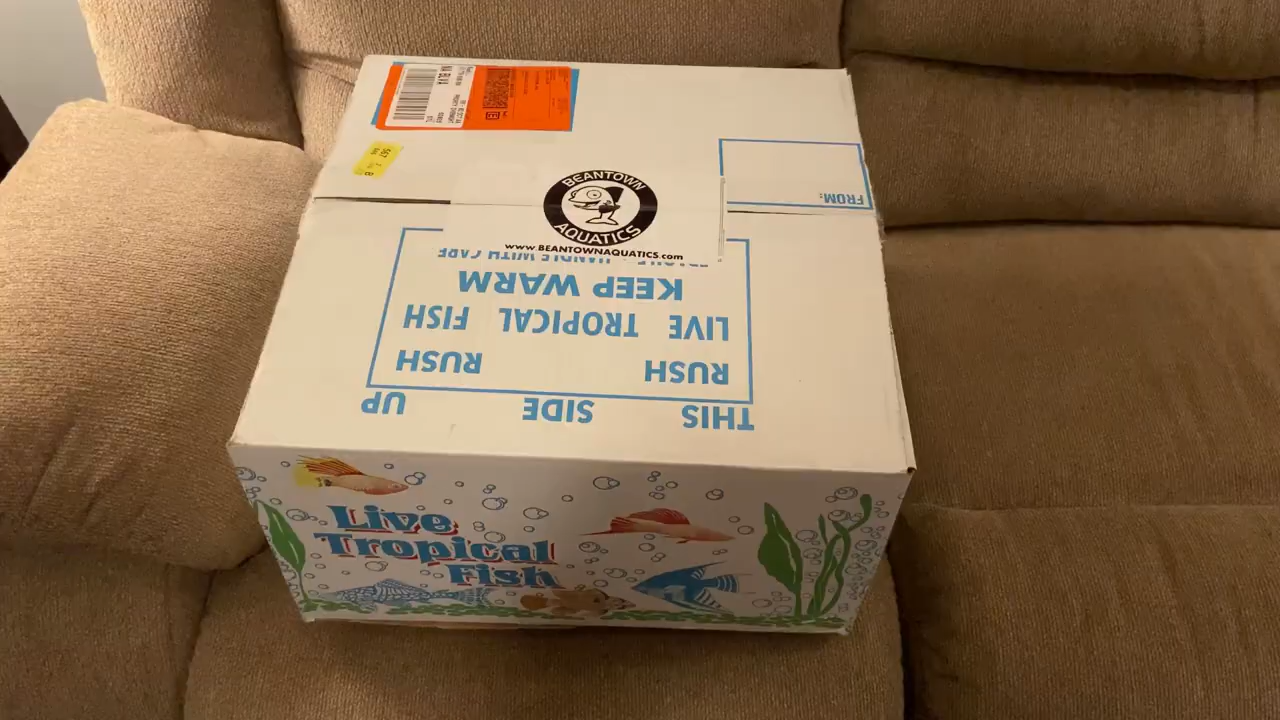 BEANTOWN
AQUATICS
www.BEANTOWNAQUATICS.com
FROM:
THIS SIDE UP
RUSH RUSH
LIVE TROPICAL FISH
KEEP WARM
HANDLE WITH CARE
Live
Tropical
Fish